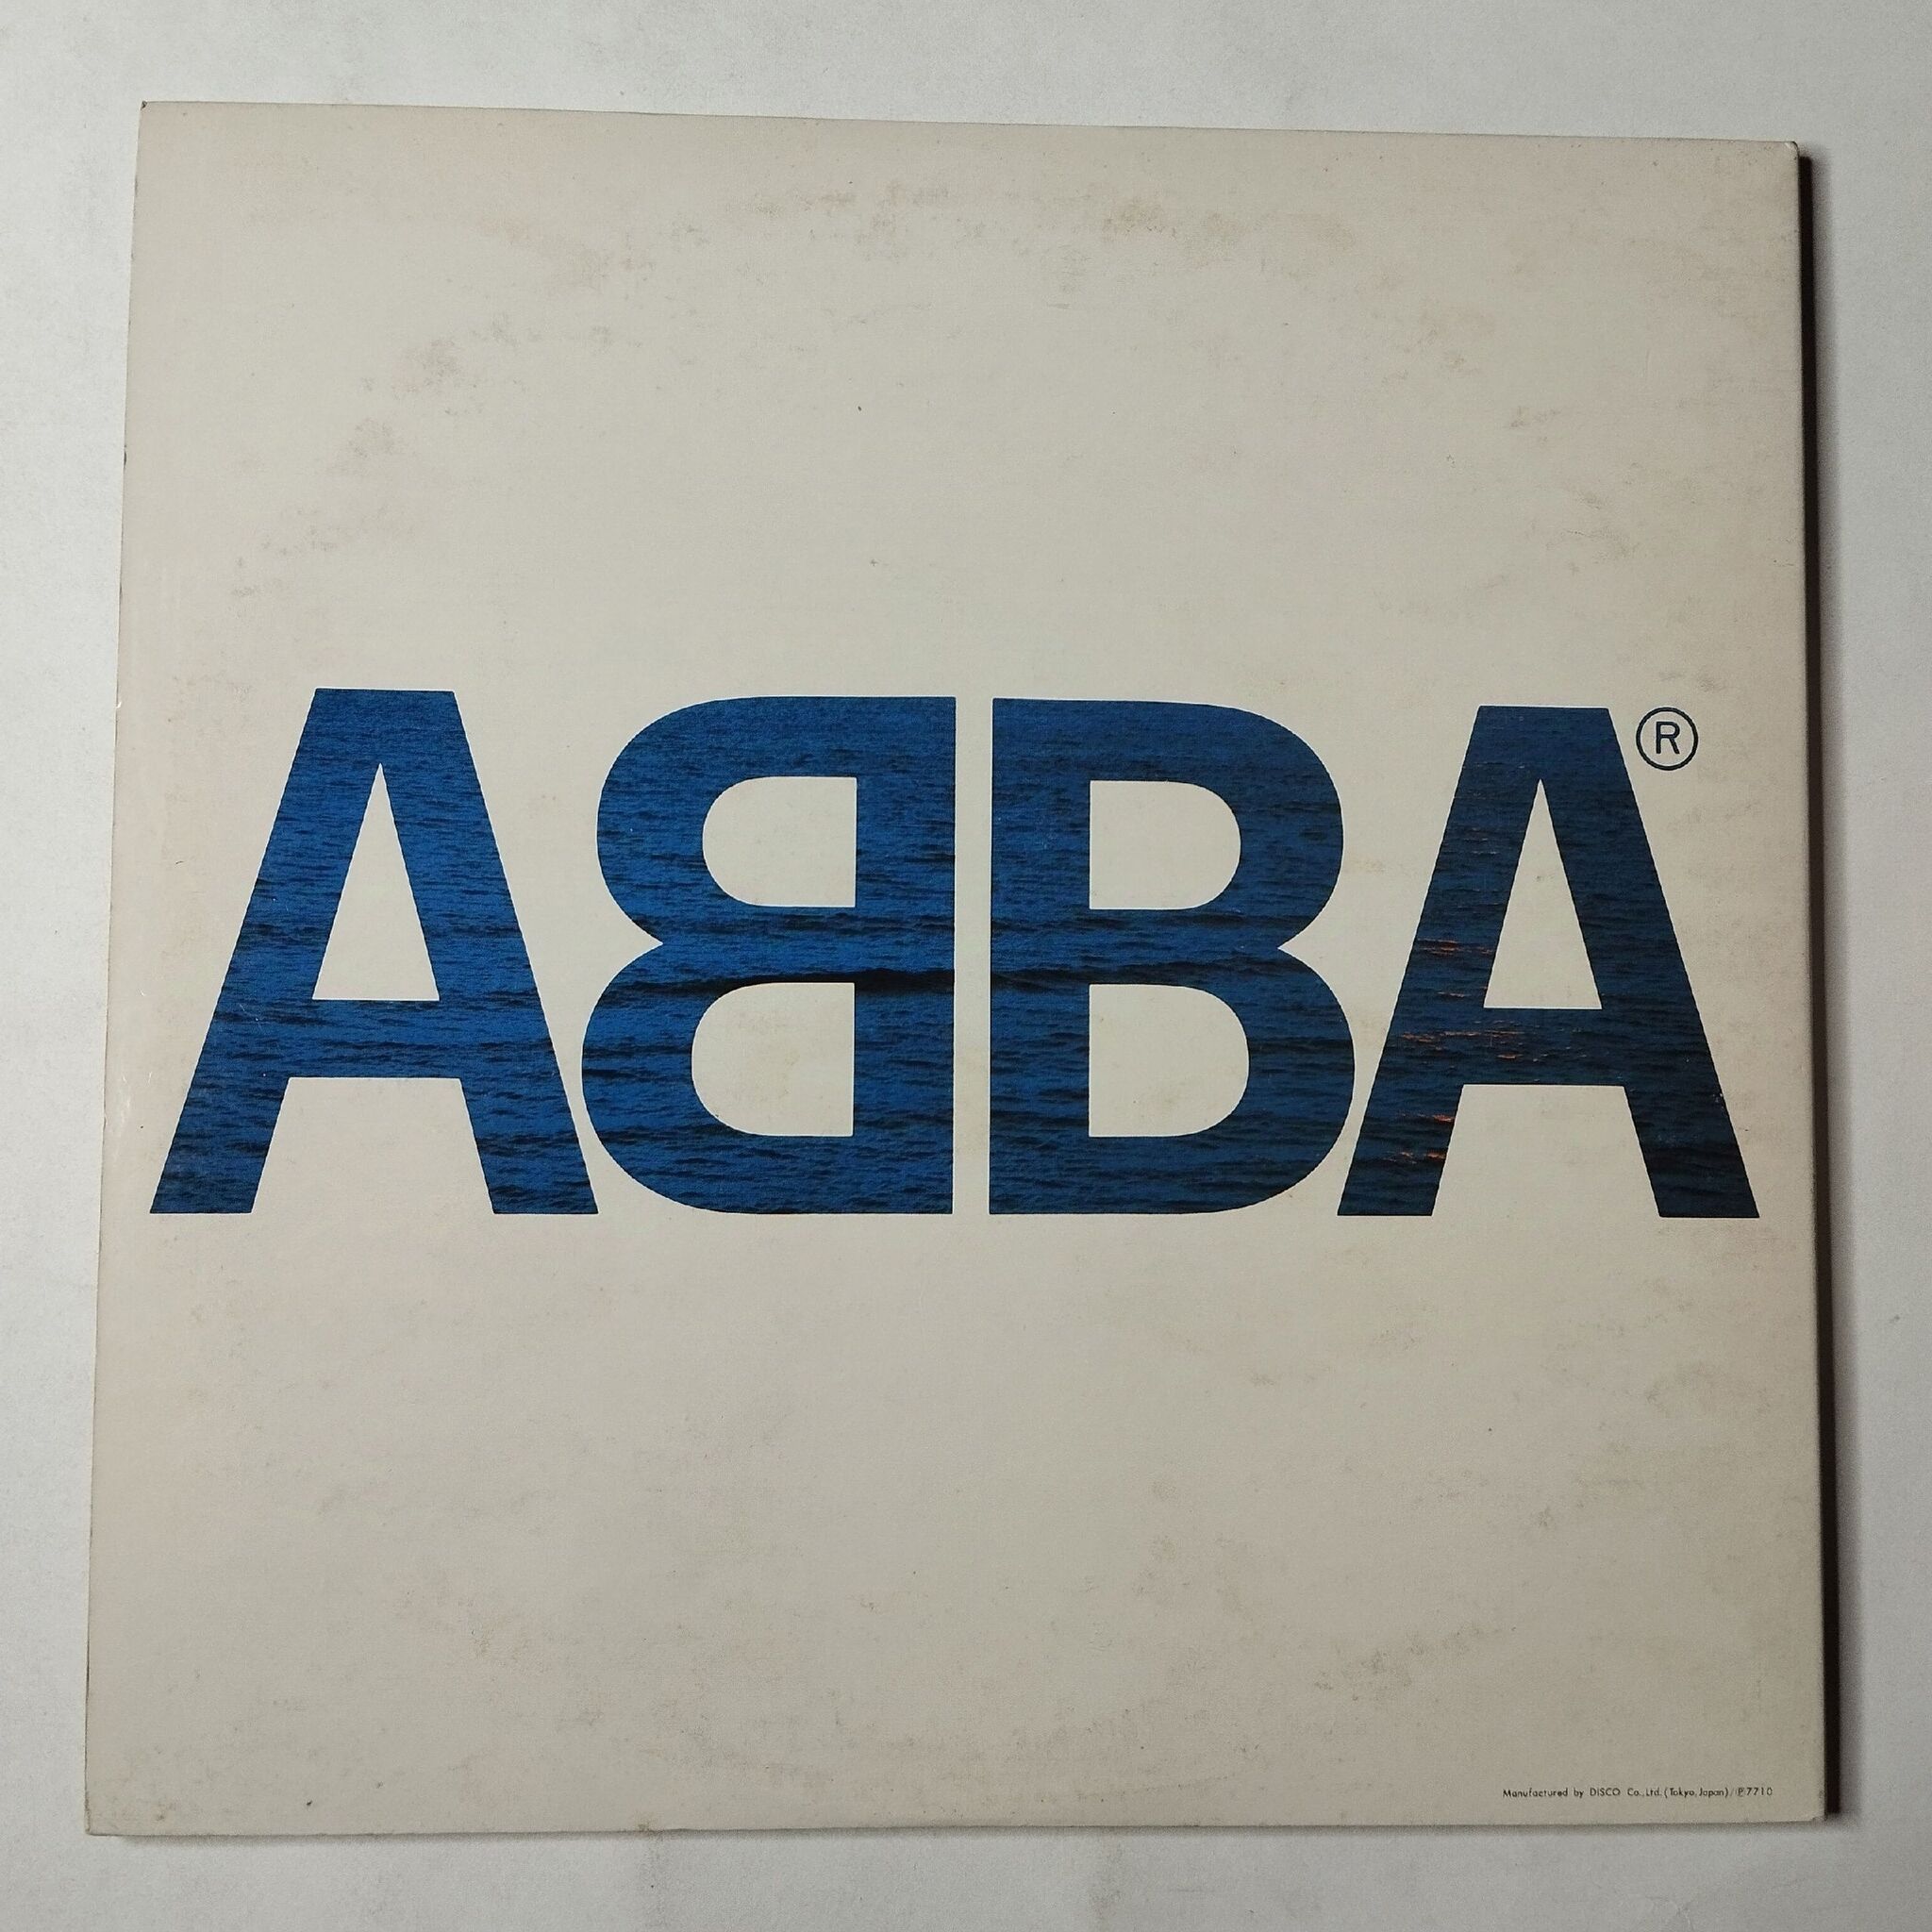 ABBA®
Manufactured by DISCO Co.,Ltd.(Tokyo,Japan)/℗7710